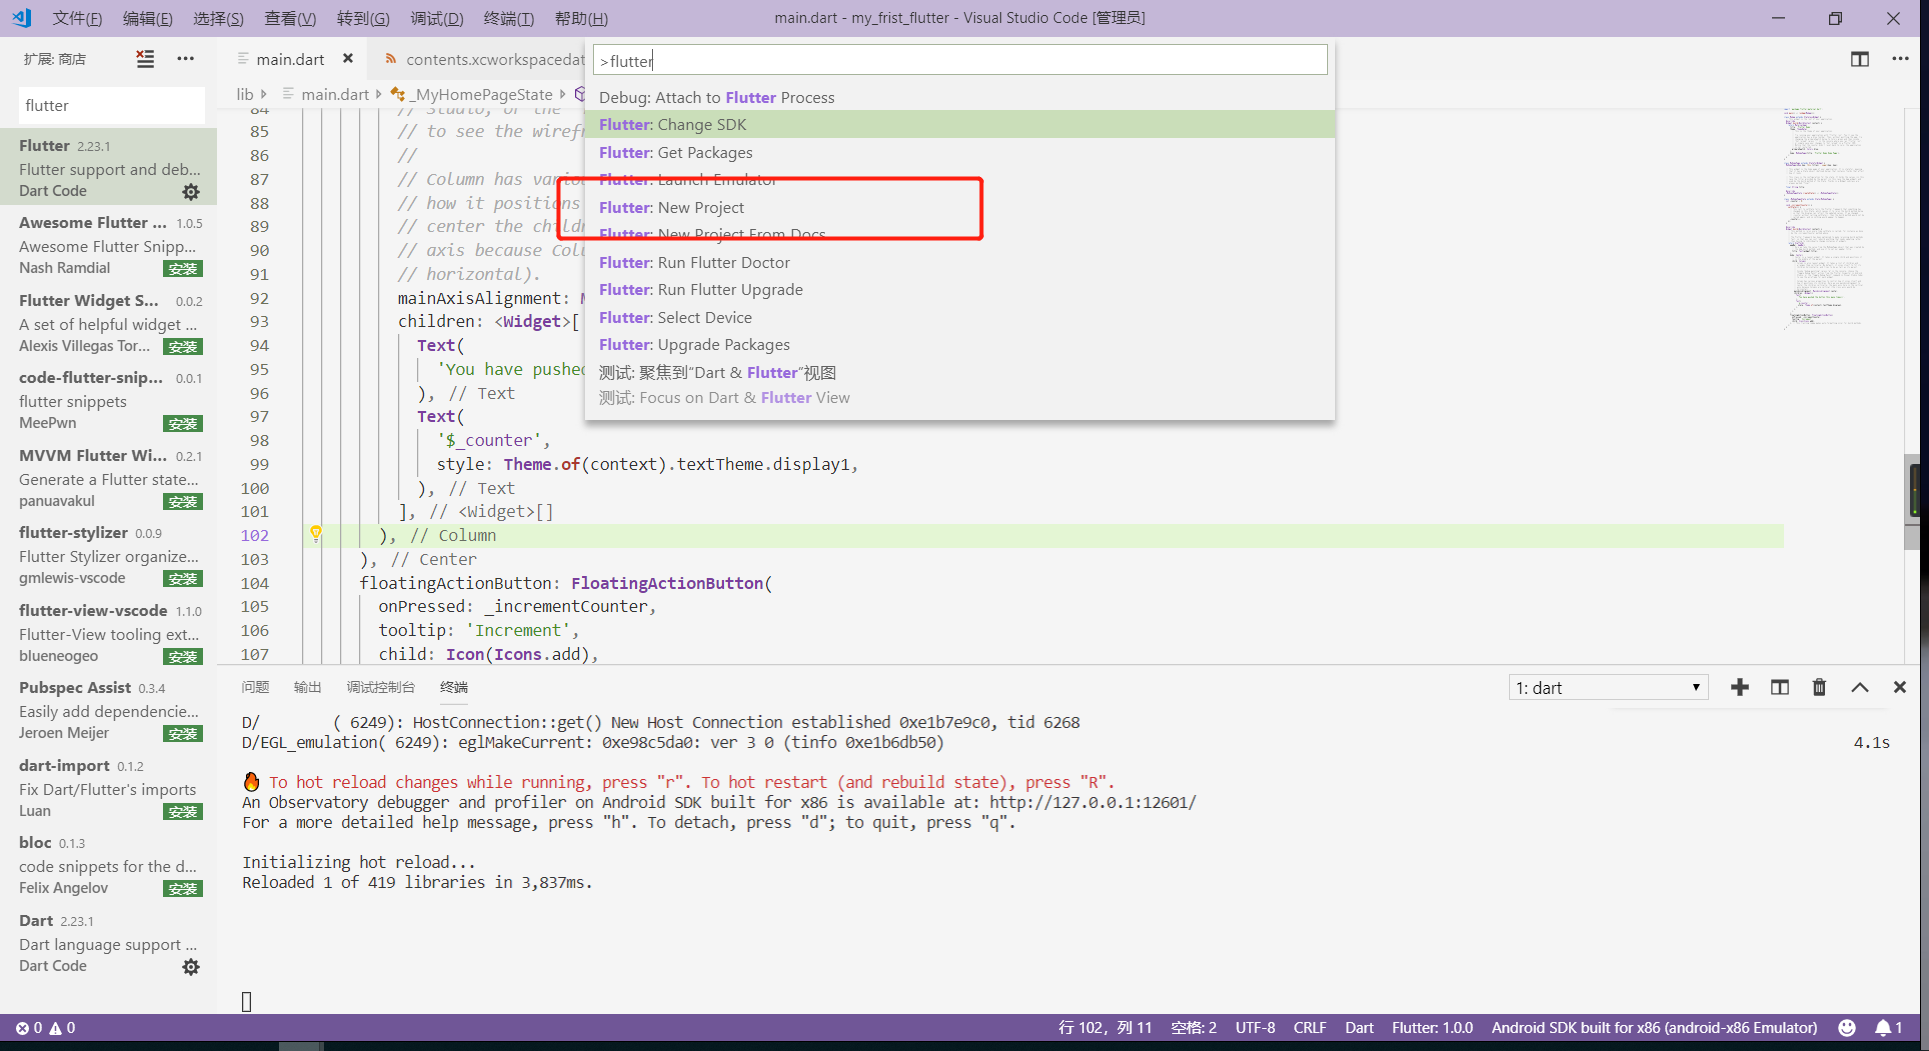 文件(F) 编辑(E) 选择(S) 查看(V) 转到(G) 调试(D) 终端(T) 帮助(H)
main.dart - my_frist_flutter - Visual Studio Code [管理员]
扩展: 商店
flutter
Flutter 2.23.1
Flutter support and deb...
Dart Code
Awesome Flutter ... 1.0.5
Awesome Flutter Snipp...
Nash Ramdial 安装
Flutter Widget S... 0.0.2
A set of helpful widget ...
Alexis Villegas Tor... 安装
code-flutter-snip... 0.0.1
flutter snippets
MeePwn 安装
MVVM Flutter Wi... 0.2.1
Generate a Flutter state...
panuavakul 安装
flutter-stylizer 0.0.9
Flutter Stylizer organize...
gmlewis-vscode 安装
flutter-view-vscode 1.1.0
Flutter-View tooling ext...
blueneogeo 安装
Pubspec Assist 0.3.4
Easily add dependencie...
Jeroen Meijer 安装
dart-import 0.1.2
Fix Dart/Flutter's imports
Luan 安装
bloc 0.1.3
code snippets for the d...
Felix Angelov 安装
Dart 2.23.1
Dart language support ...
Dart Code
main.dart
contents.xcworkspacedat
lib main.dart _MyHomePageState
>flutter
Debug: Attach to Flutter Process
Flutter: Change SDK
Flutter: Get Packages
Flutter: Launch Emulator
Flutter: New Project
Flutter: New Project From Docs
Flutter: Run Flutter Doctor
Flutter: Run Flutter Upgrade
Flutter: Select Device
Flutter: Upgrade Packages
测试: 聚焦到“Dart & Flutter”视图
测试: Focus on Dart & Flutter View
84 // Studio, or the
85 // to see the wirefr
86 //
87 // Column has vario
88 // how it positions
89 // center the childr
90 // axis because Colu
91 // horizontal).
92 mainAxisAlignment: M
93 children: <Widget>[
94 Text(
95 'You have pushed
96 ), // Text
97 Text(
98 '$_counter',
99 style: Theme.of(context).textTheme.display1,
100 ), // Text
101 ], // <Widget>[]
102 ), // Column
103 ), // Center
104 floatingActionButton: FloatingActionButton(
105 onPressed: _incrementCounter,
106 tooltip: 'Increment',
107 child: Icon(Icons.add),
问题 输出 调试控制台 终端
1: dart
D/ ( 6249): HostConnection::get() New Host Connection established 0xe1b7e9c0, tid 6268
D/EGL_emulation( 6249): eglMakeCurrent: 0xe98c5da0: ver 3 0 (tinfo 0xe1b6db50)
4.1s
🔥 To hot reload changes while running, press "r". To hot restart (and rebuild state), press "R".
An Observatory debugger and profiler on Android SDK built for x86 is available at: http://127.0.0.1:12601/
For a more detailed help message, press "h". To detach, press "d"; to quit, press "q".
Initializing hot reload...
Reloaded 1 of 419 libraries in 3,837ms.
0 0
行 102，列 11 空格: 2 UTF-8 CRLF Dart Flutter: 1.0.0 Android SDK built for x86 (android-x86 Emulator) 1